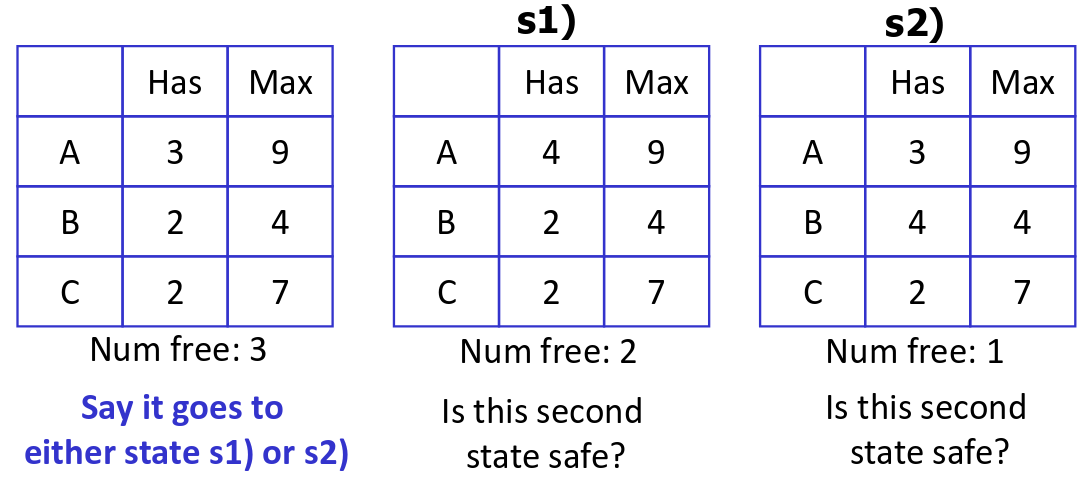 s1)
s2)
Has Max
A 3 9
B 2 4
C 2 7
Num free: 3
Say it goes to
either state s1) or s2)
Has Max
A 4 9
B 2 4
C 2 7
Num free: 2
Is this second
state safe?
Has Max
A 3 9
B 4 4
C 2 7
Num free: 1
Is this second
state safe?